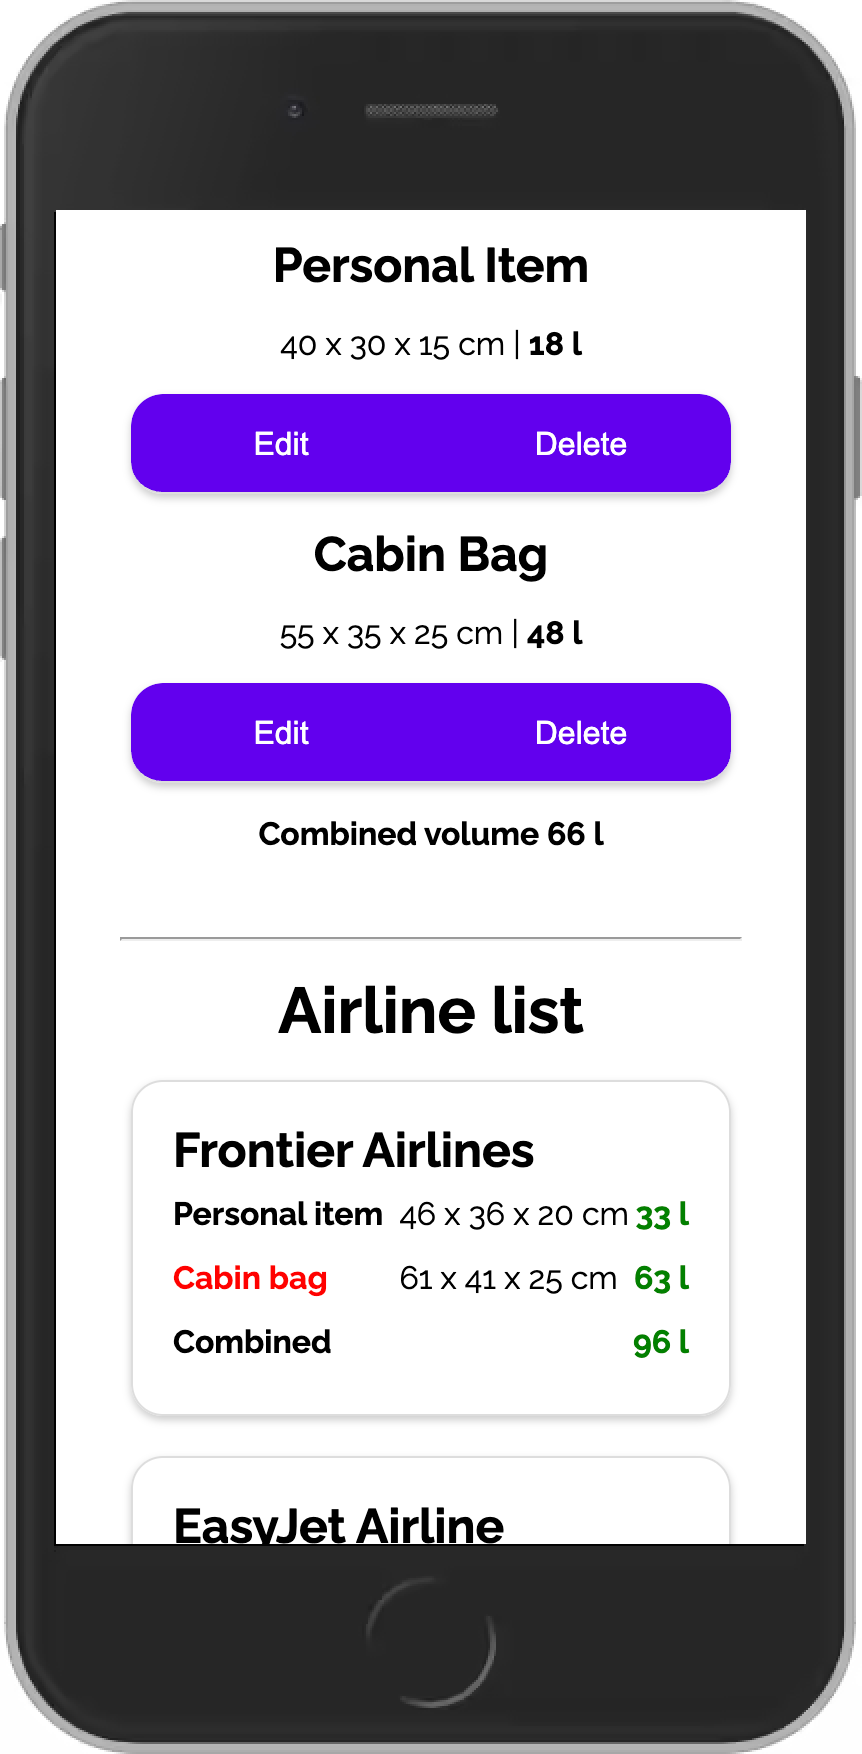 Personal Item
40 x 30 x 15 cm | 18 l
Edit Delete
Cabin Bag
55 x 35 x 25 cm | 48 l
Edit Delete
Combined volume 66 l
Airline list
Frontier Airlines
Personal item 46 x 36 x 20 cm 33 l
Cabin bag 61 x 41 x 25 cm 63 l
Combined 96 l
EasyJet Airline